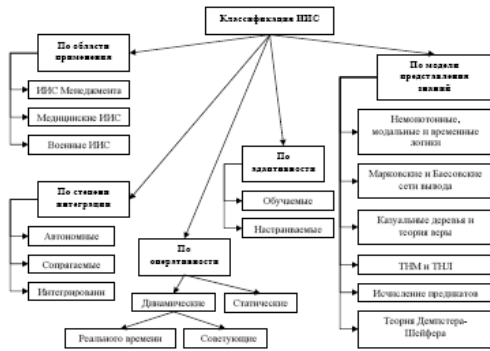 Классификация ИИС
По области
применения
ИИС Менеджмента
Медицинские ИИС
Военные ИИС
По степени
интеграции
Автономные
Сопрягаемые
Интегрировани
По
оперативности
Динамические
Статические
Реального времени
Советующие
По
адаптивности
Обучаемые
Настраиваемые
По модели
представления
знаний
Немонотонные,
модальные и временные
логики
Марковские и Баесовские
сети вывода
Казуальные деревья и
теория веры
ТНМ и ТНЛ
Исчисление предикатов
Теория Демпстера-
Шейфера